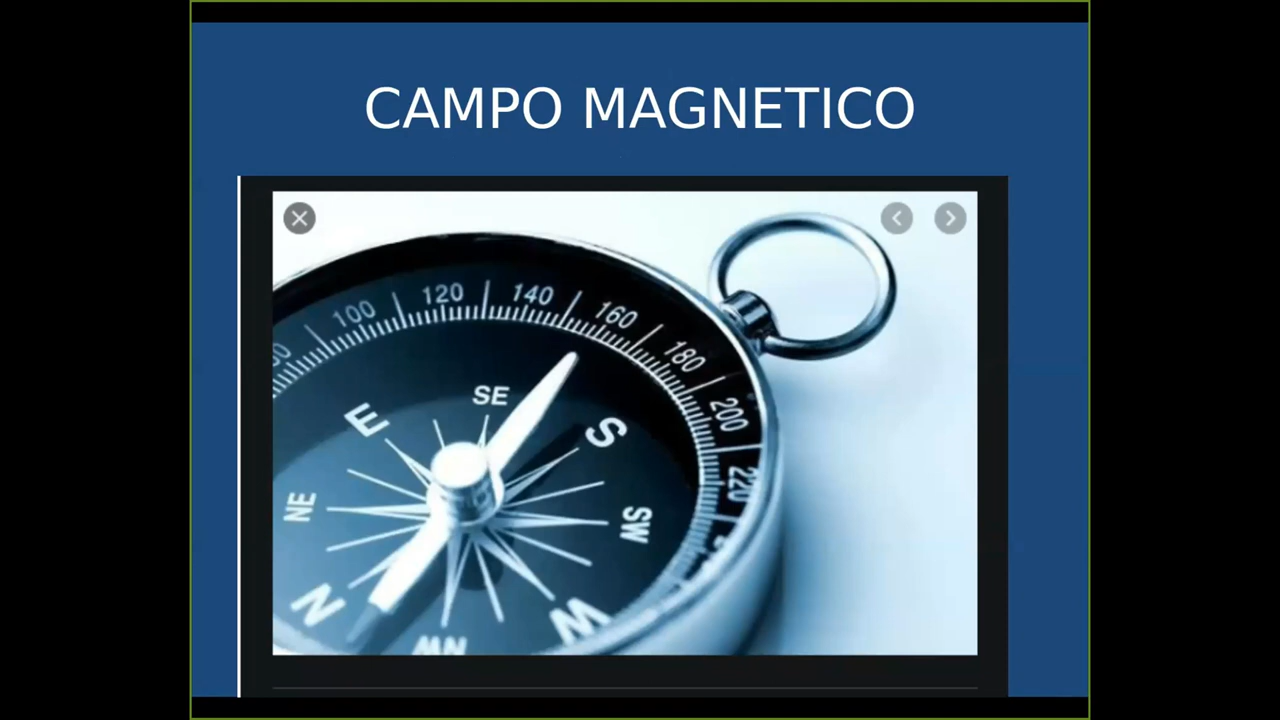 CAMPO MAGNETICO
100
120
140
160
180
200
220
SE
E
S
NE
SW
N
W
NW